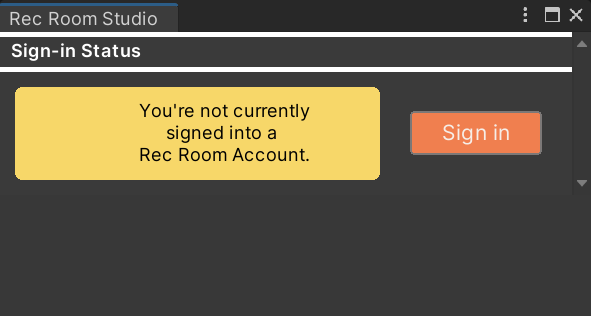 Rec Room Studio
Sign-in Status
You're not currently
signed into a
Rec Room Account.
Sign in